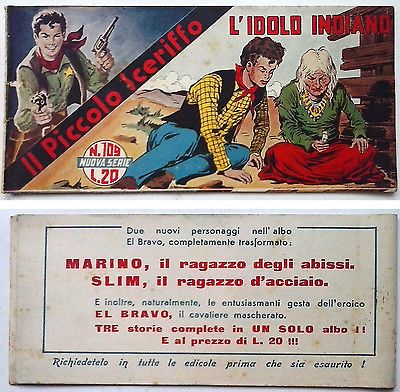 L'IDOLO INDIANO
Il Piccolo Sceriffo
N. 109
NUOVA SERIE
L. 20
Due nuovi personaggi nell'albo
El Bravo, completamente trasformato:
MARINO, il ragazzo degli abissi.
SLIM, il ragazzo d'acciaio.
E inoltre, naturalmente, le entusiasmanti gesta dell'eroico
EL BRAVO, il cavaliere mascherato.
TRE storie complete in UN SOLO albo !!
E al prezzo di L. 20 !!!
Richiedetelo in tutte le edicole prima che sia esaurito !